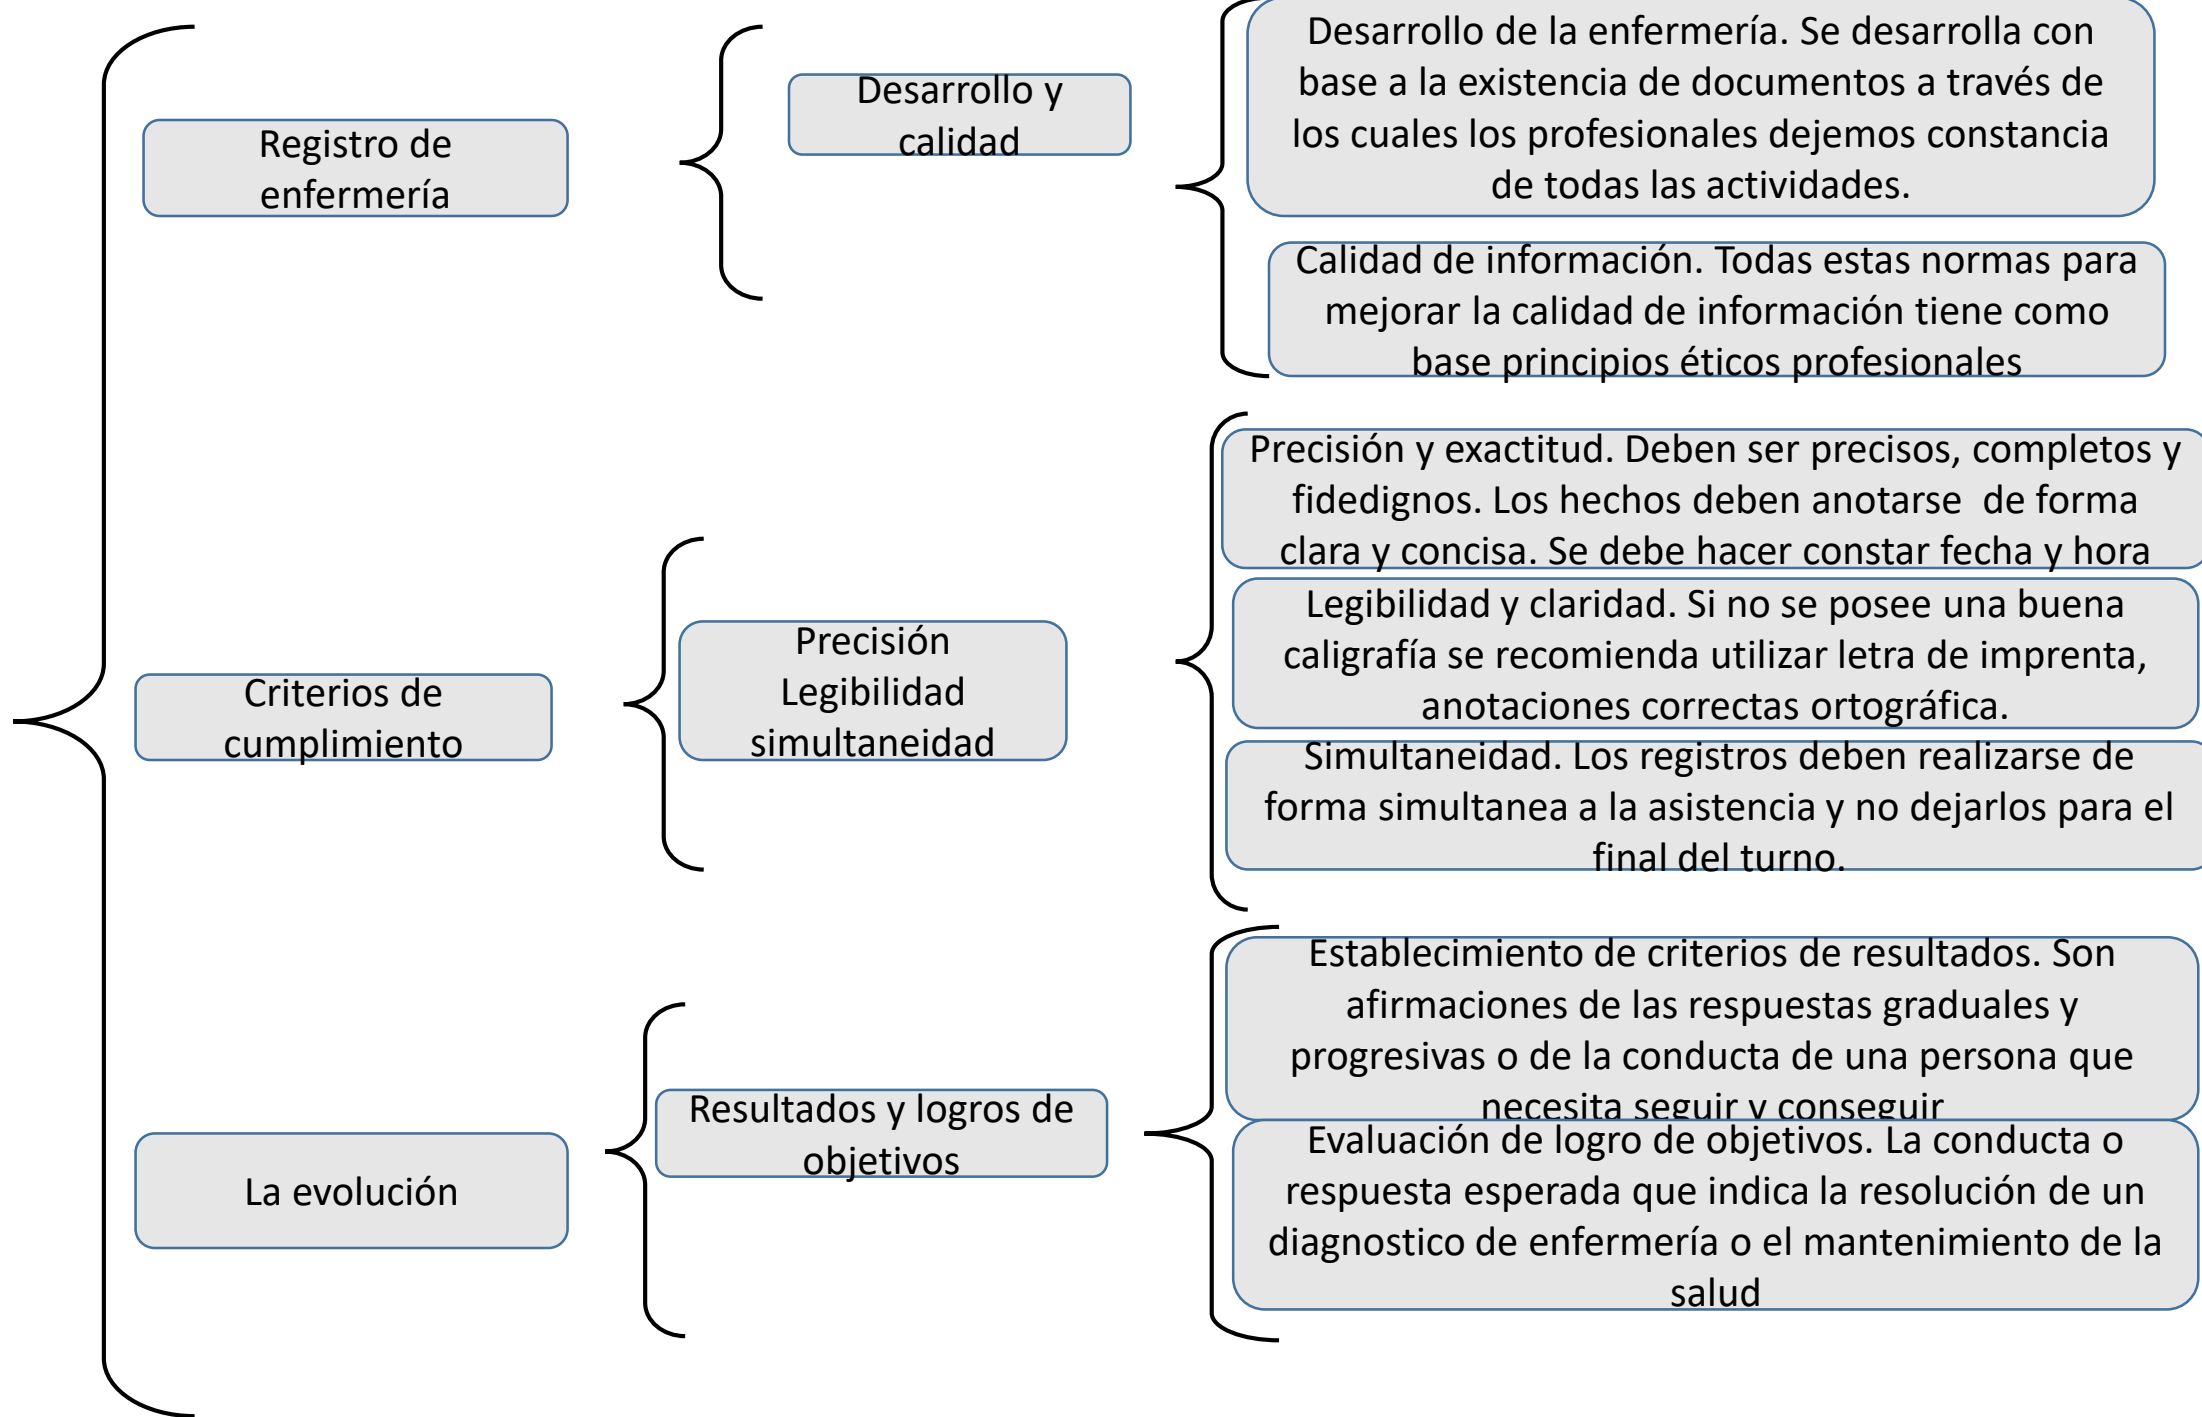 Registro de
enfermería
Desarrollo y
calidad
Desarrollo de la enfermería. Se desarrolla con
base a la existencia de documentos a través de
los cuales los profesionales dejemos constancia
de todas las actividades.
Calidad de información. Todas estas normas para
mejorar la calidad de información tiene como
base principios éticos profesionales
Criterios de
cumplimiento
Precisión
Legibilidad
simultaneidad
Precisión y exactitud. Deben ser precisos, completos y
fidedignos. Los hechos deben anotarse  de forma
clara y concisa. Se debe hacer constar fecha y hora
Legibilidad y claridad. Si no se posee una buena
caligrafía se recomienda utilizar letra de imprenta,
anotaciones correctas ortográfica.
Simultaneidad. Los registros deben realizarse de
forma simultanea a la asistencia y no dejarlos para el
final del turno.
La evolución
Resultados y logros de
objetivos
Establecimiento de criterios de resultados. Son
afirmaciones de las respuestas graduales y
progresivas o de la conducta de una persona que
necesita seguir y conseguir
Evaluación de logro de objetivos. La conducta o
respuesta esperada que indica la resolución de un
diagnostico de enfermería o el mantenimiento de la
salud